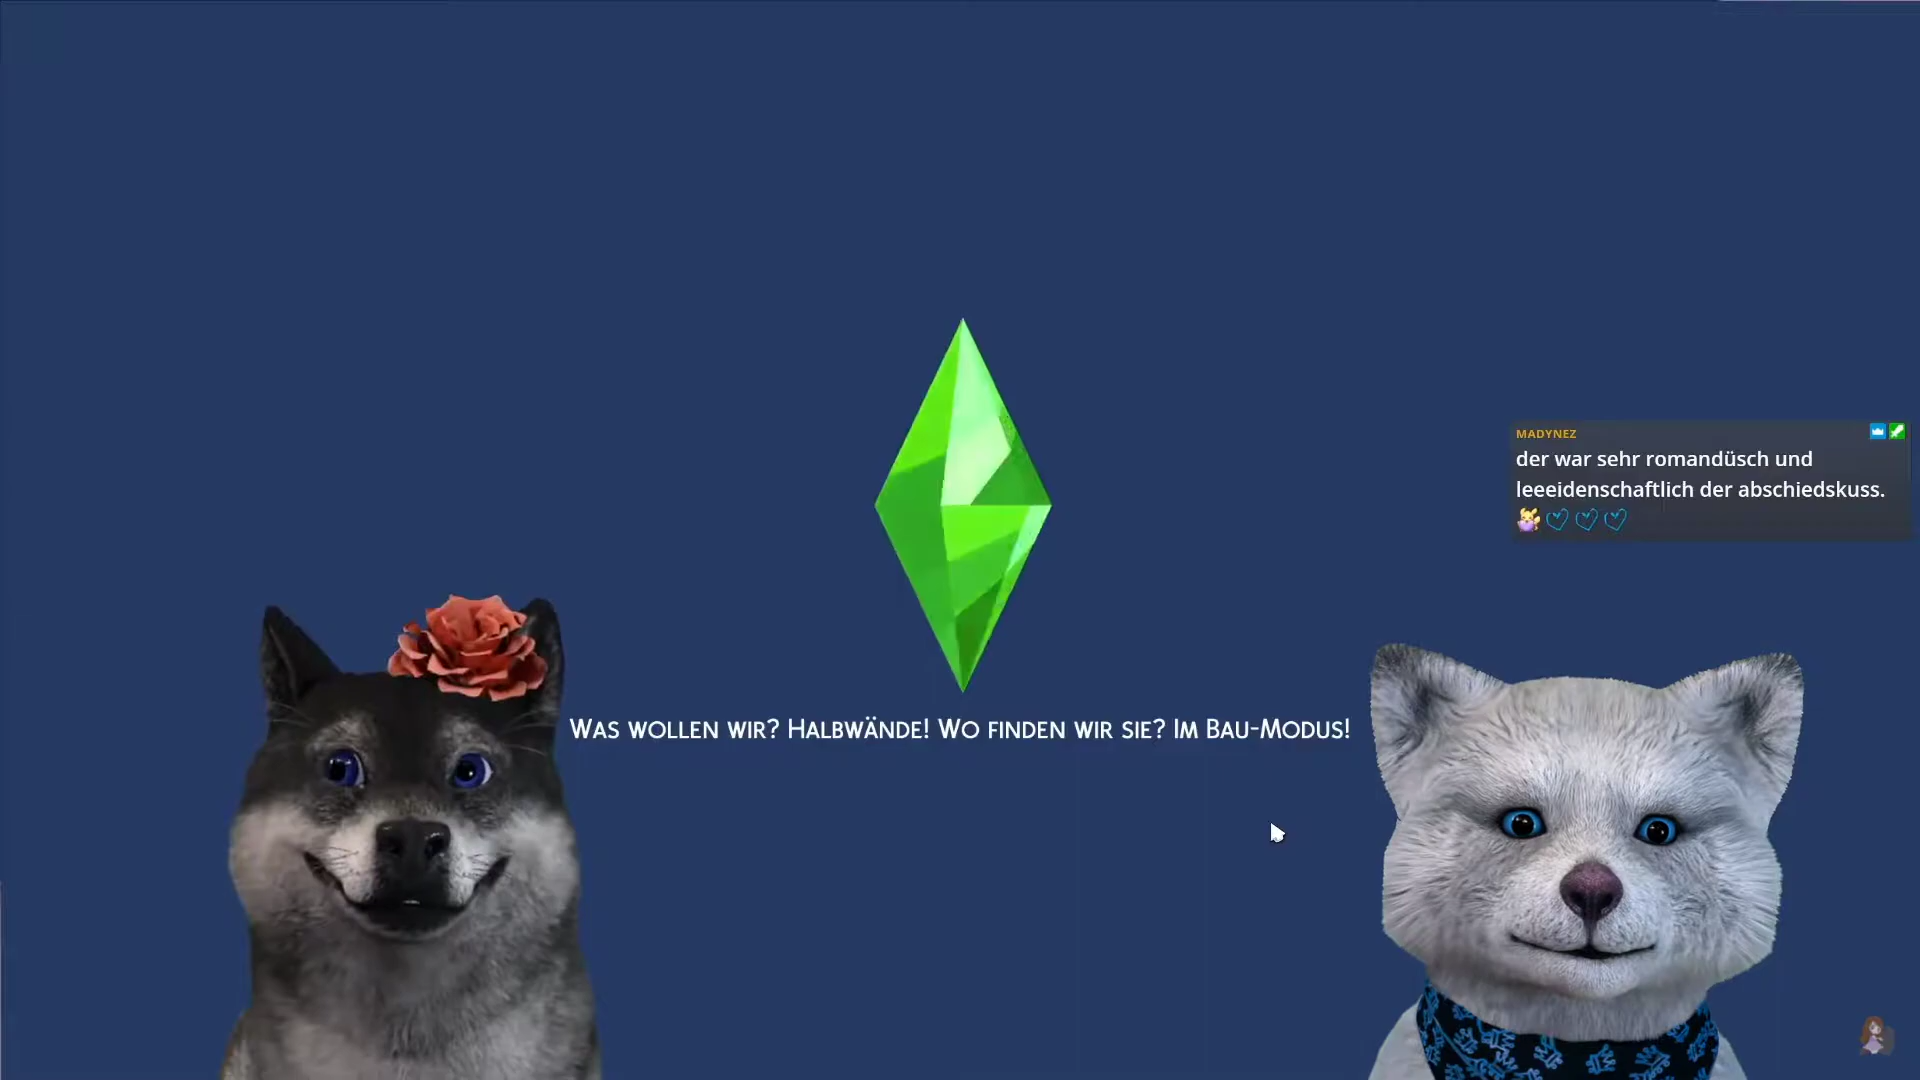 MADYNEZ
der war sehr romandüsch und
leeeidenschaftlich der abschiedskuss.
Was wollen wir? Halbwände! Wo finden wir sie? Im Bau-Modus!